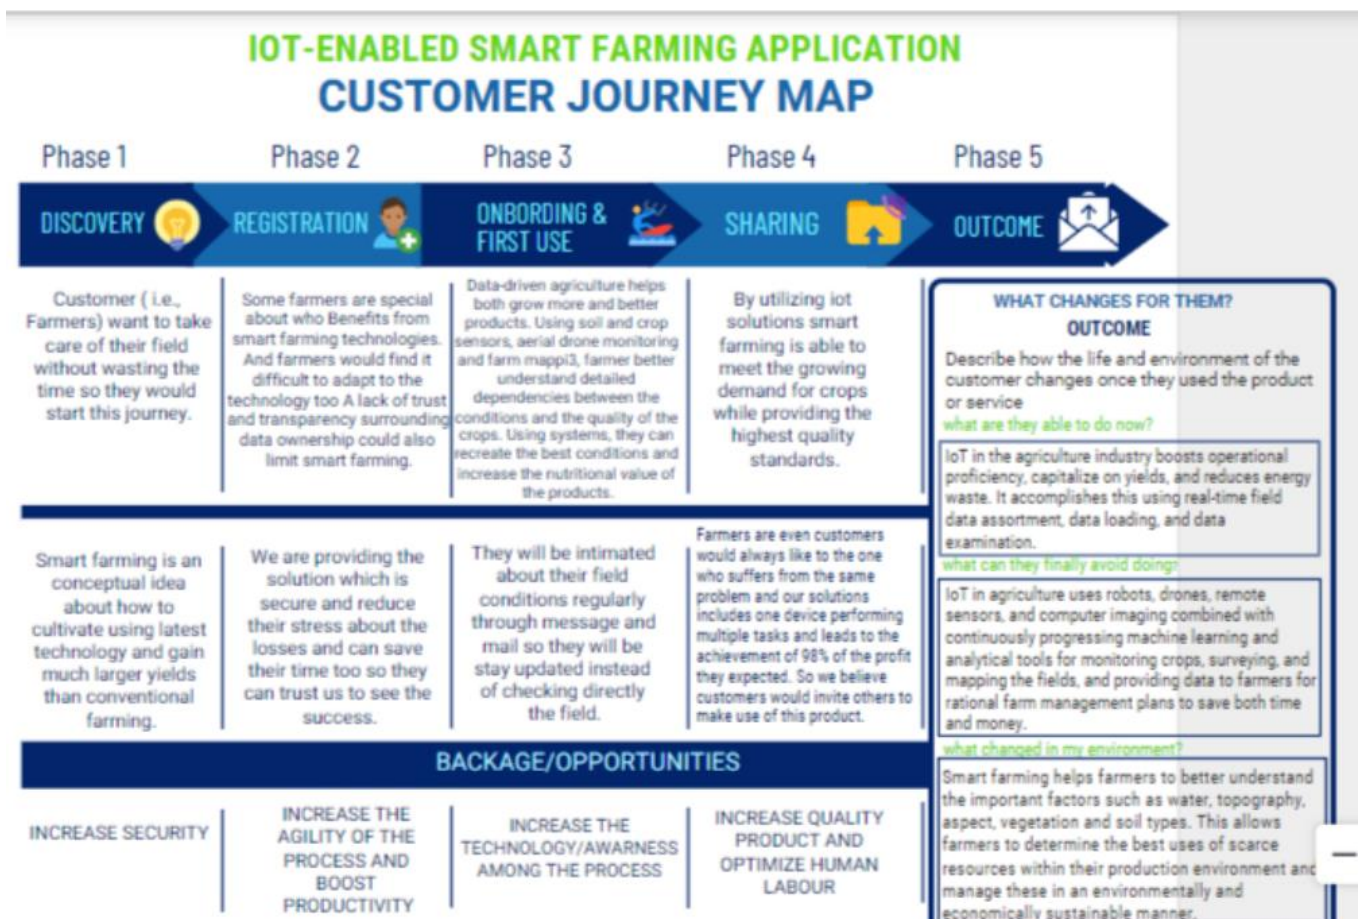 IOT-ENABLED SMART FARMING APPLICATION
CUSTOMER JOURNEY MAP
Phase 1
Phase 2
Phase 3
Phase 4
Phase 5
DISCOVERY
REGISTRATION
ONBORDING &
FIRST USE
SHARING
OUTCOME
Customer ( i.e.,
Farmers) want to take
care of their field
without wasting the
time so they would
start this journey.
Some farmers are special
about who Benefits from
smart farming technologies.
And farmers would find it
difficult to adapt to the
technology too A lack of trust
and transparency surrounding
data ownership could also
limit smart farming.
Data-driven agriculture helps
both grow more and better
products. Using soil and crop
sensors, aerial drone monitoring
and farm mappi3, farmer better
understand detailed
dependencies between the
conditions and the quality of the
crops. Using systems, they can
recreate the best conditions and
increase the nutritional value of
the products.
By utilizing iot
solutions smart
farming is able to
meet the growing
demand for crops
while providing the
highest quality
standards.
Smart farming is an
conceptual idea
about how to
cultivate using latest
technology and gain
much larger yields
than conventional
farming.
We are providing the
solution which is
secure and reduce
their stress about the
losses and can save
their time too so they
can trust us to see the
success.
They will be intimated
about their field
conditions regularly
through message and
mail so they will be
stay updated instead
of checking directly
the field.
Farmers are even customers
would always like to the one
who suffers from the same
problem and our solutions
includes one device performing
multiple tasks and leads to the
achievement of 98% of the profit
they expected. So we believe
customers would invite others to
make use of this product.
BACKAGE/OPPORTUNITIES
INCREASE SECURITY
INCREASE THE
AGILITY OF THE
PROCESS AND
BOOST
PRODUCTIVITY
INCREASE THE
TECHNOLOGY/AWARNESS
AMONG THE PROCESS
INCREASE QUALITY
PRODUCT AND
OPTIMIZE HUMAN
LABOUR
WHAT CHANGES FOR THEM?
OUTCOME
Describe how the life and environment of the
customer changes once they used the product
or service
what are they able to do now?
IoT in the agriculture industry boosts operational
proficiency, capitalize on yields, and reduces energy
waste. It accomplishes this using real-time field
data assortment, data loading, and data
examination.
what can they finally avoid doing?
IoT in agriculture uses robots, drones, remote
sensors, and computer imaging combined with
continuously progressing machine learning and
analytical tools for monitoring crops, surveying, and
mapping the fields, and providing data to farmers for
rational farm management plans to save both time
and money.
what changed in my environment?
Smart farming helps farmers to better understand
the important factors such as water, topography,
aspect, vegetation and soil types. This allows
farmers to determine the best uses of scarce
resources within their production environment and
manage these in an environmentally and
economically sustainable manner.